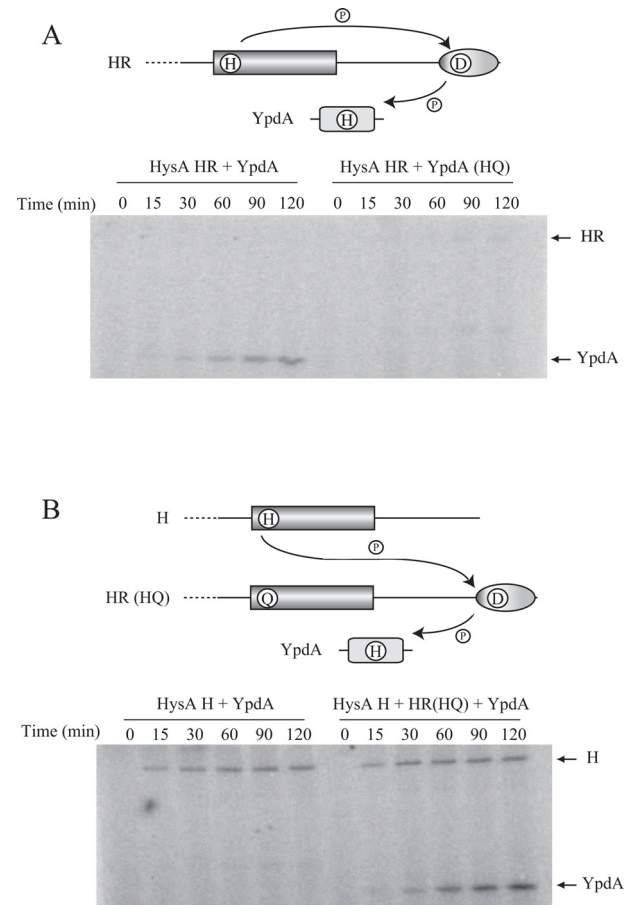 A
P
HR H D
P
YpdA H
HysA HR + YpdA HysA HR + YpdA (HQ)
Time (min) 0 15 30 60 90 120 0 15 30 60 90 120
HR
YpdA
B
H H
P
HR (HQ) Q D
P
YpdA H
HysA H + YpdA HysA H + HR(HQ) + YpdA
Time (min) 0 15 30 60 90 120 0 15 30 60 90 120
H
YpdA